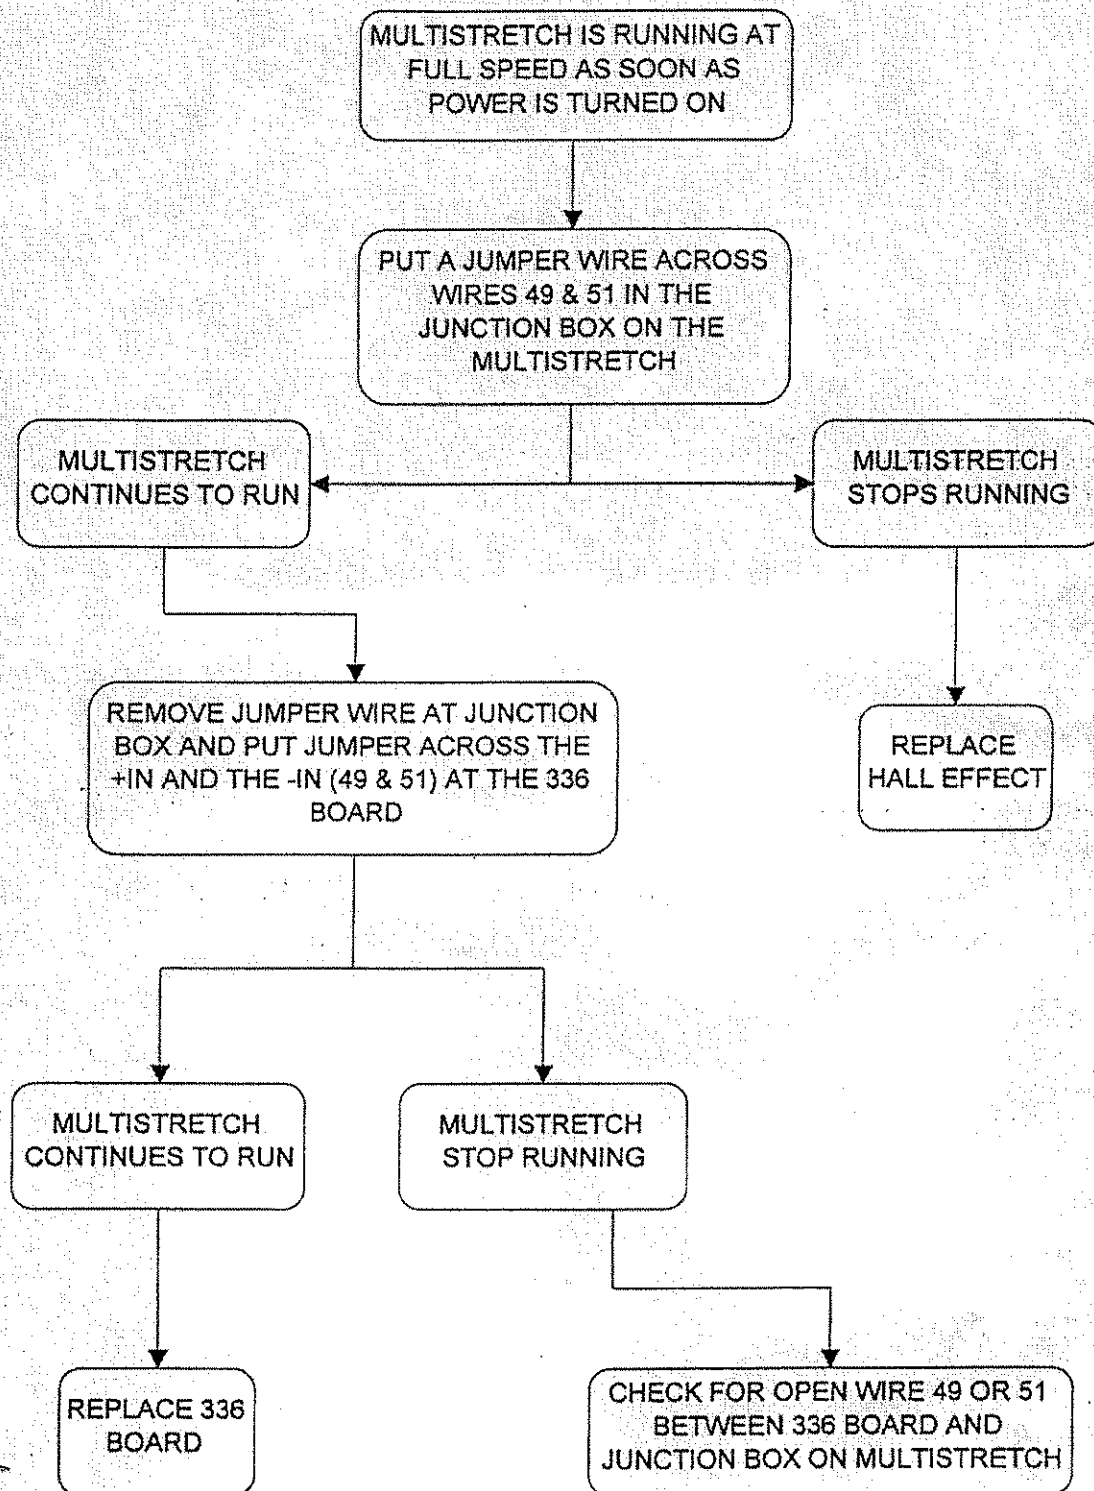 MULTISTRETCH IS RUNNING AT
FULL SPEED AS SOON AS
POWER IS TURNED ON
PUT A JUMPER WIRE ACROSS
WIRES 49 & 51 IN THE
JUNCTION BOX ON THE
MULTISTRETCH
MULTISTRETCH
CONTINUES TO RUN
MULTISTRETCH
STOPS RUNNING
REMOVE JUMPER WIRE AT JUNCTION
BOX AND PUT JUMPER ACROSS THE
+IN AND THE -IN (49 & 51) AT THE 336
BOARD
REPLACE
HALL EFFECT
MULTISTRETCH
CONTINUES TO RUN
MULTISTRETCH
STOP RUNNING
REPLACE 336
BOARD
CHECK FOR OPEN WIRE 49 OR 51
BETWEEN 336 BOARD AND
JUNCTION BOX ON MULTISTRETCH